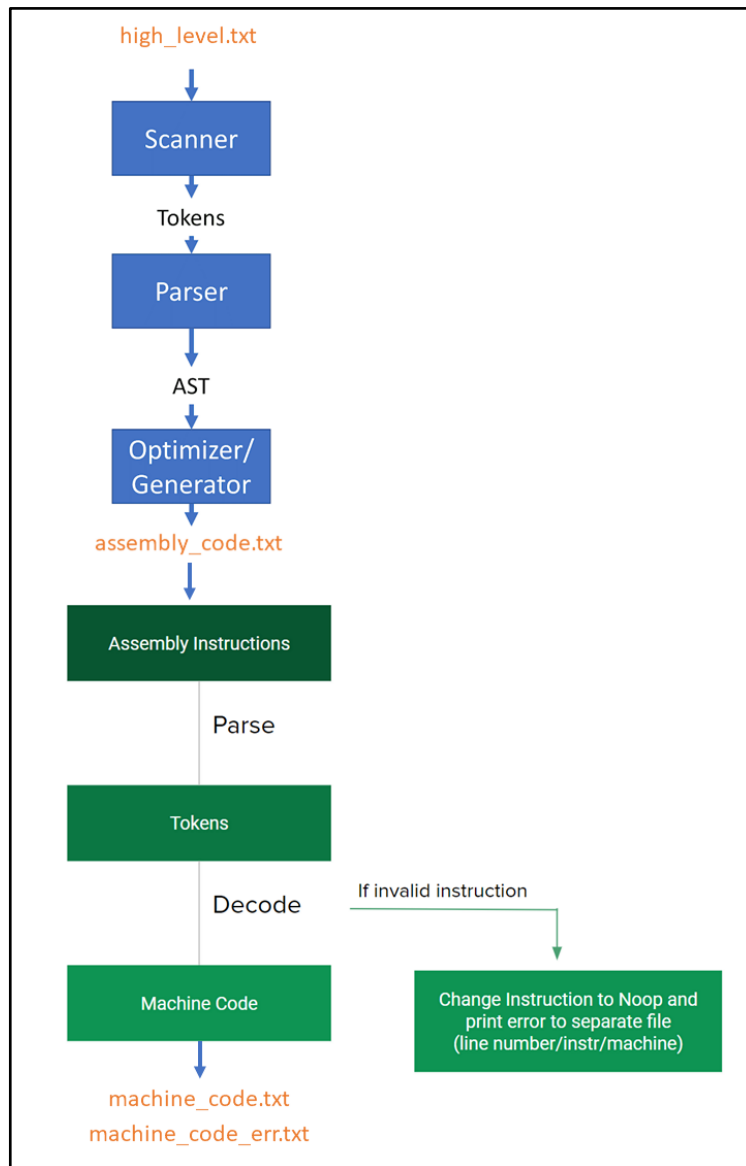 high_level.txt
Scanner
Tokens
Parser
AST
Optimizer/
Generator
assembly_code.txt
Assembly Instructions
Parse
Tokens
Decode
If invalid instruction
Machine Code
Change Instruction to Noop and
print error to separate file
(line number/instr/machine)
machine_code.txt
machine_code_err.txt